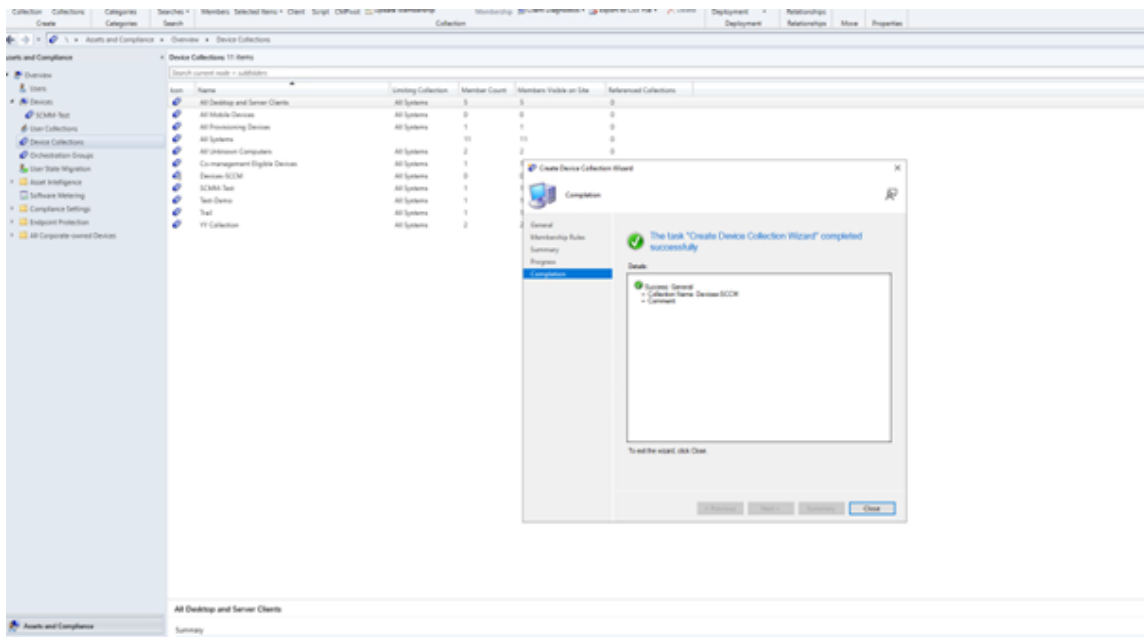 Collection Collections Categories Searches Members Selected Items Client Script Update Membership Membership Client Diagnostics Deployment Relationships
Create Categories Search Collection Deployment Relationships More Properties
\ Assets and Compliance Overview Device Collections
Assets and Compliance
Overview
Users
Devices
SCMM-Test
User Collections
Device Collections
Orchestration Groups
User State Migration
Asset Intelligence
Software Metering
Compliance Settings
Endpoint Protection
All Corporate-owned Devices
Assets and Compliance
Device Collections 11 items
Search current node + subfolders
Icon Name Limiting Collection Member Count Members Visible on Site Referenced Collections
All Desktop and Server Clients All Systems 5 5 0
All Mobile Devices All Systems 0 0 0
All Provisioning Devices All Systems 1 1 0
All Systems 11 11 0
All Unknown Computers All Systems 2 2 0
Co-management Eligible Devices All Systems 1
Devices-SCCM All Systems 0
SCMM-Test All Systems 1
Test-Demo All Systems 1
Trail All Systems 1
YY Collection All Systems 2
Create Device Collection Wizard
Completion
General
Membership Rules
Summary
Progress
Completion
The task "Create Device Collection Wizard" completed
successfully
Details:
Success: General
• Collection Name: Devices-SCCM
• Comment:
To exit the wizard, click Close.
< Previous Next > Summary Close
All Desktop and Server Clients
Summary